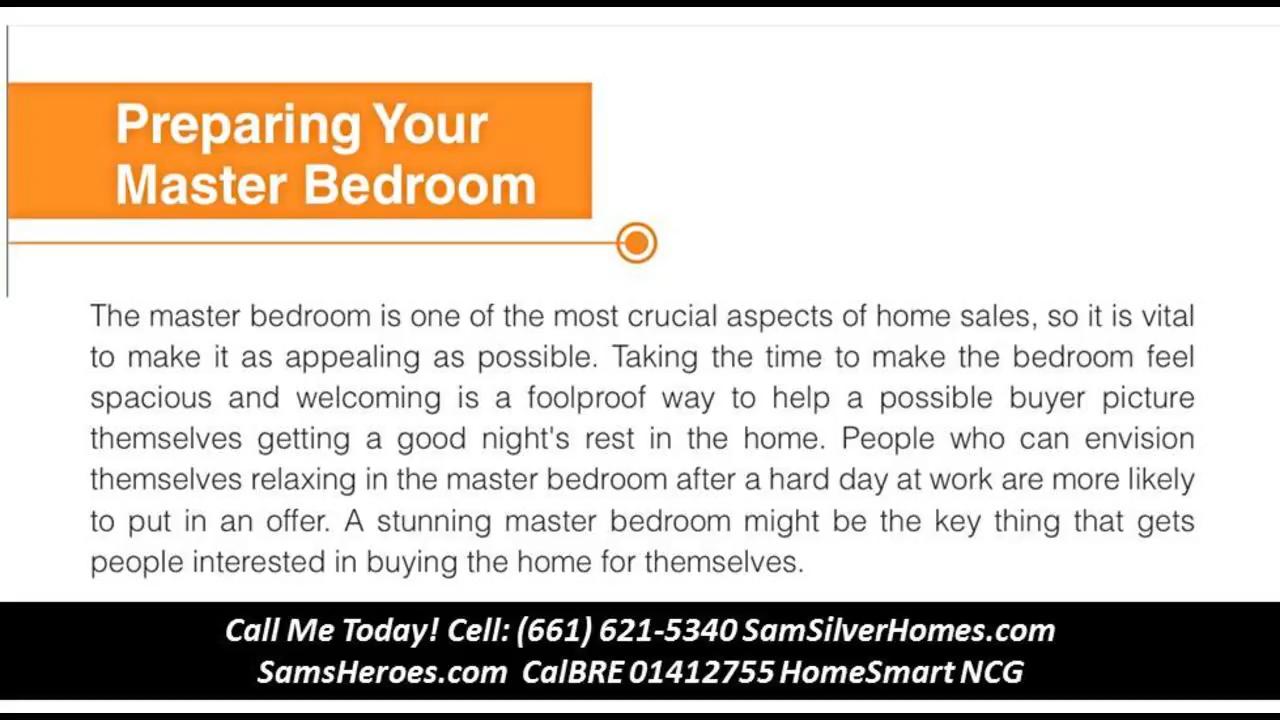 Preparing Your
Master Bedroom
The master bedroom is one of the most crucial aspects of home sales, so it is vital
to make it as appealing as possible. Taking the time to make the bedroom feel
spacious and welcoming is a foolproof way to help a possible buyer picture
themselves getting a good night's rest in the home. People who can envision
themselves relaxing in the master bedroom after a hard day at work are more likely
to put in an offer. A stunning master bedroom might be the key thing that gets
people interested in buying the home for themselves.
Call Me Today! Cell: (661) 621-5340 SamSilverHomes.com
SamsHeroes.com CalBRE 01412755 HomeSmart NCG